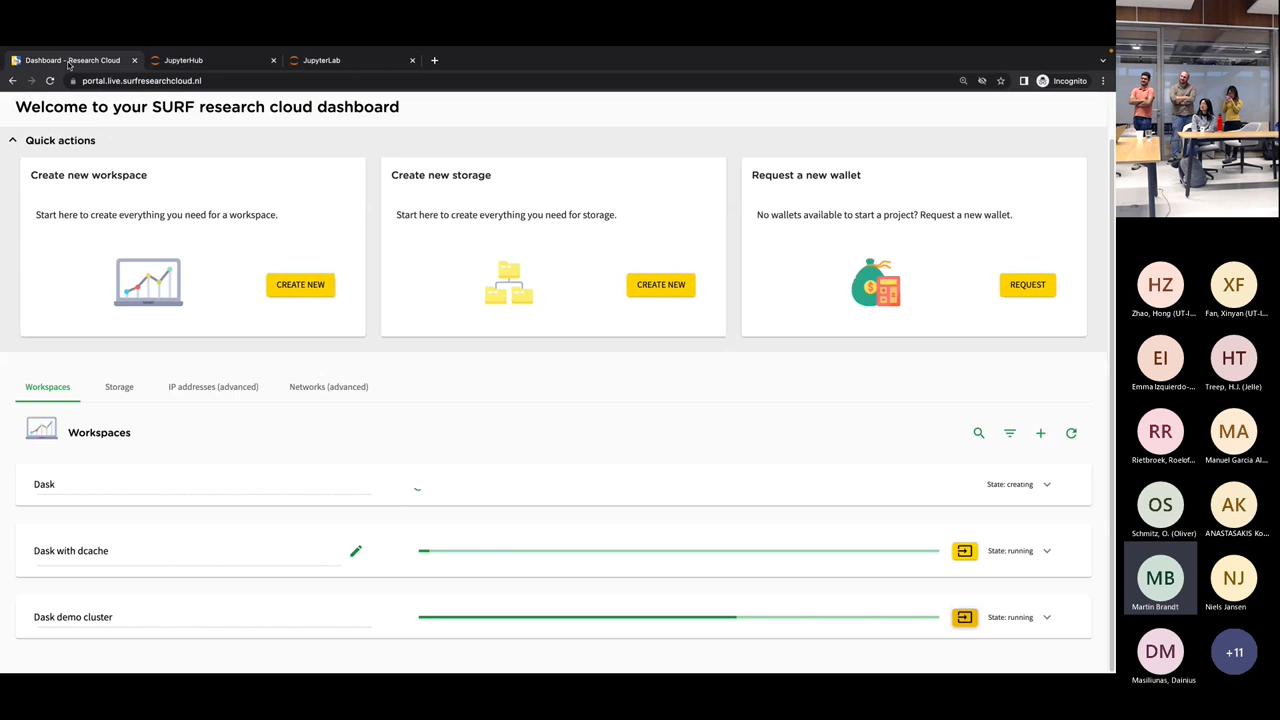 Dashboard - Research Cloud
JupyterHub
JupyterLab
portal.live.surfresearchcloud.nl
Incognito
Welcome to your SURF research cloud dashboard
Quick actions
Create new workspace
Start here to create everything you need for a workspace.
CREATE NEW
Create new storage
Start here to create everything you need for storage.
CREATE NEW
Request a new wallet
No wallets available to start a project? Request a new wallet.
REQUEST
Workspaces
Storage
IP addresses (advanced)
Networks (advanced)
Workspaces
Dask
State: creating
Dask with dcache
State: running
Dask demo cluster
State: running
HZ
Zhao, Hong (UT-I...
XF
Fan, Xinyan (UT-I...
EI
Emma Izquierdo-...
HT
Treep, H.J. (Jelle)
RR
Rietbroek, Roelof...
MA
Manuel Garcia Al...
OS
Schmitz, O. (Oliver)
AK
ANASTASAKIS Ko...
MB
Martin Brandt
NJ
Niels Jansen
DM
Masiliunas, Dainius
+11